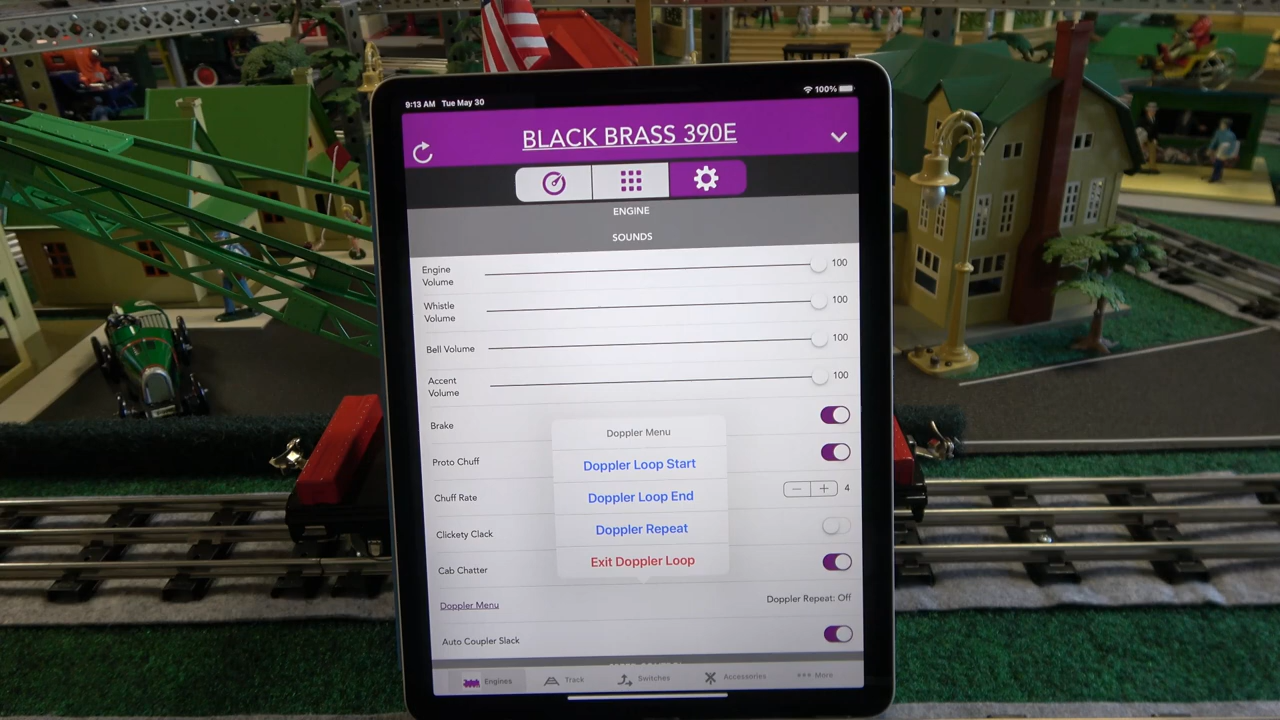 9:13 AM Tue May 30
100%
BLACK BRASS 390E
ENGINE
SOUNDS
Engine
Volume
100
Whistle
Volume
100
Bell Volume
100
Accent
Volume
100
Brake
Proto Chuff
Chuff Rate
4
Clickety Clack
Cab Chatter
Doppler Menu
Doppler Loop Start
Doppler Loop End
Doppler Repeat
Exit Doppler Loop
Doppler Menu
Doppler Repeat: Off
Auto Coupler Slack
Engines
Track
Switches
Accessories
More